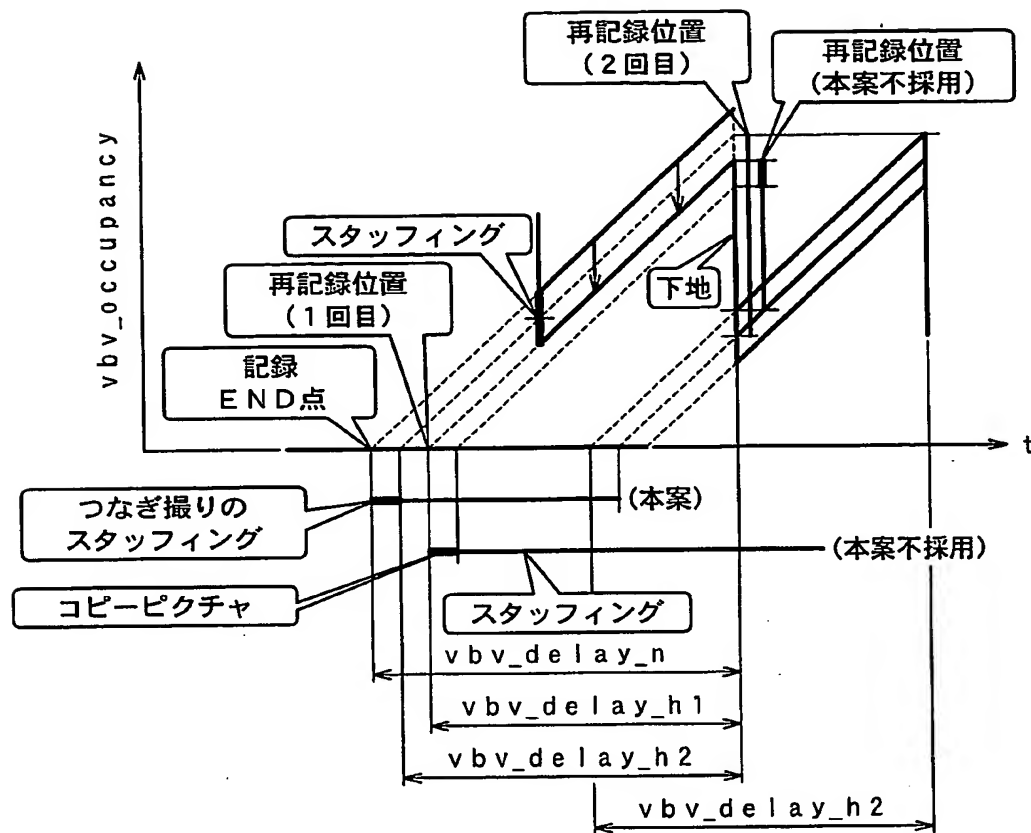 再記録位置
(2回目)
再記録位置
(本案不採用)
vbv_occupancy
スタッフィング
下地
再記録位置
(1回目)
記録
END点
t
つなぎ撮りの
スタッフィング
(本案)
(本案不採用)
コピーピクチャ
スタッフィング
vbv_delay_n
vbv_delay_h1
vbv_delay_h2
vbv_delay_h2